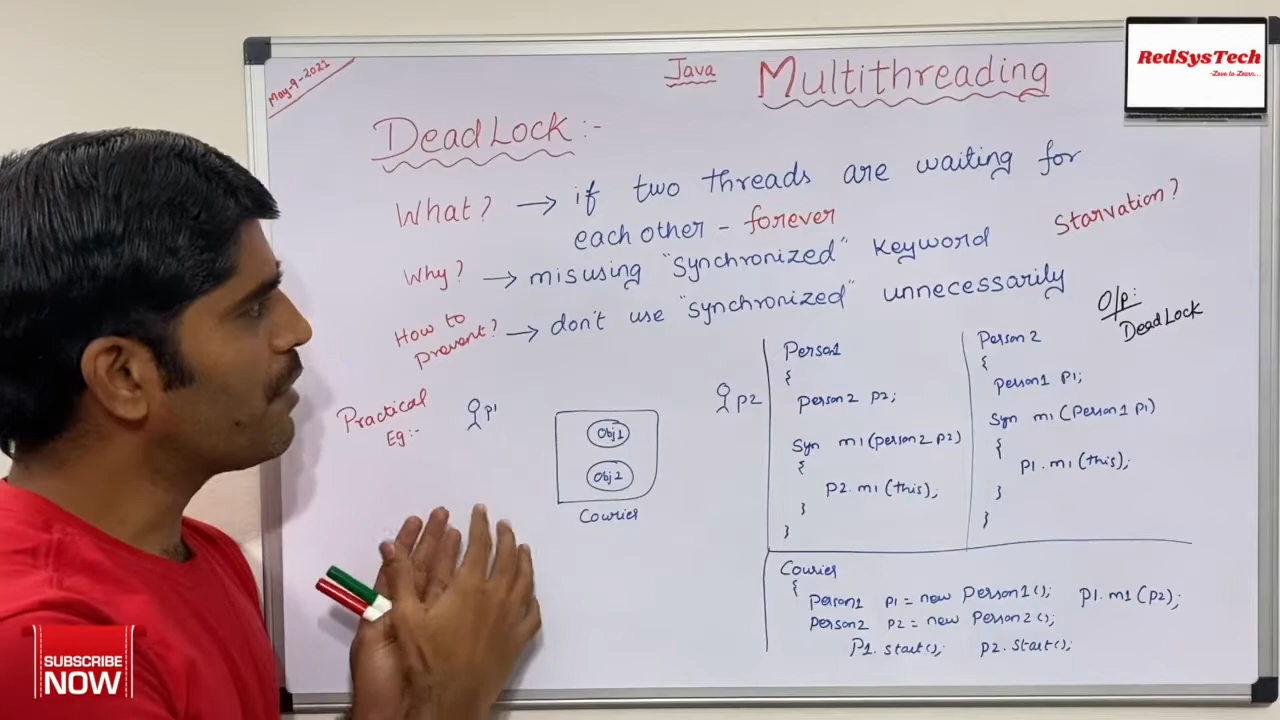 May-9-2021
Java Multithreading
RedSysTech
-Love to Learn...
DeadLock :-
What? → if two threads are waiting for
each other - forever
Starvation?
Why? → misusing "synchronized" keyword
How to
Prevent? → don't use "synchronized" unnecessarily
O/p:
DeadLock
Practical
Eg:-
P1
Obj1
Obj2
Courier
P2
Person1
{
Person2 P2;
Syn m1(Person2 P2)
{
P2.m1(this);
}
}
Person2
{
Person1 P1;
Syn m1(Person1 P1)
{
P1.m1(this);
}
}
Courier
{
Person1 P1 = new Person1(); P1.m1(P2);
Person2 P2 = new Person2();
P1.start(); P2.start();
SUBSCRIBE
NOW